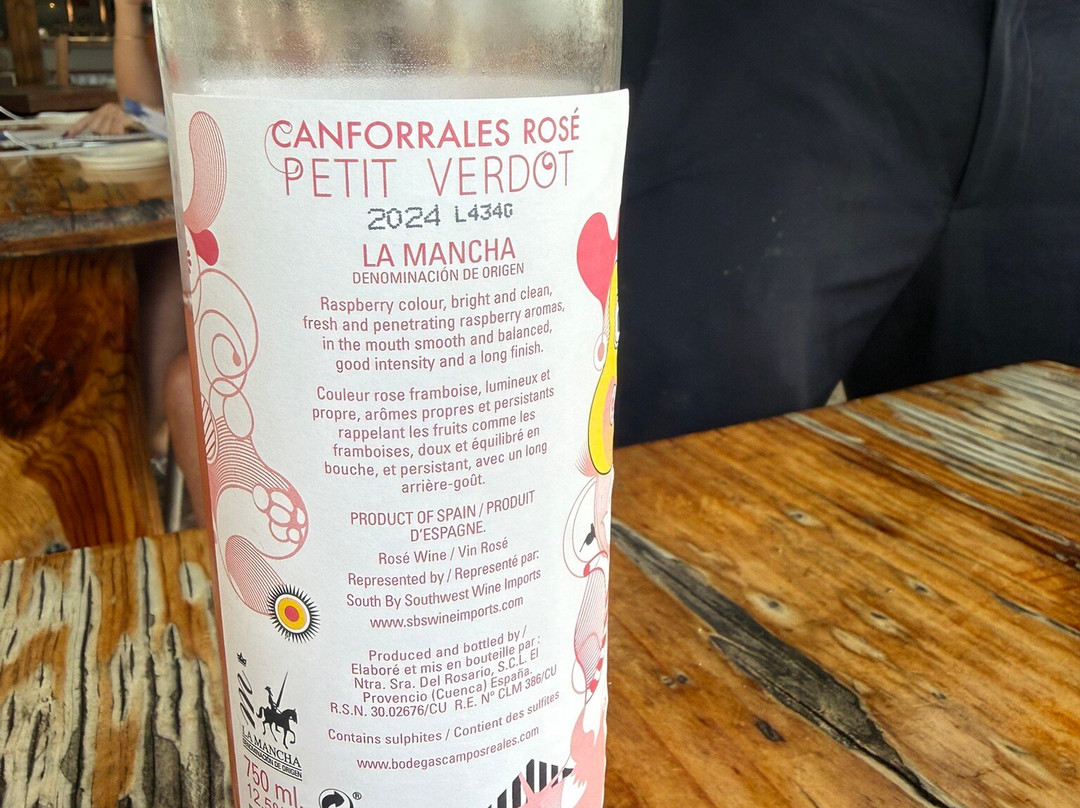 CANFORRALES ROSÉ
PETIT VERDOT
2024 L434G
LA MANCHA
DENOMINACIÓN DE ORIGEN
Raspberry colour, bright and clean,
fresh and penetrating raspberry aromas,
in the mouth smooth and balanced,
good intensity and a long finish.
Couleur rose framboise, lumineux et
propre, arômes propres et persistants
rappelant les fruits comme les
framboises, doux et équilibré en
bouche, et persistant, avec un long
arrière-goût.
PRODUCT OF SPAIN / PRODUIT
D'ESPAGNE.
Rosé Wine / Vin Rosé
Represented by / Représenté par:
South By Southwest Wine Imports
www.sbswineimports.com
Produced and bottled by /
Elaboré et mis en bouteille par :
Ntra. Sra. Del Rosario, S.C.L. El
Provencio (Cuenca) España.
R.S.N. 30.02676/CU R.E. Nº CLM 386/CU
Contains sulphites / Contient des sulfites
www.bodegascamposreales.com
LA MANCHA
DENOMINACIÓN DE ORIGEN
750 ml.